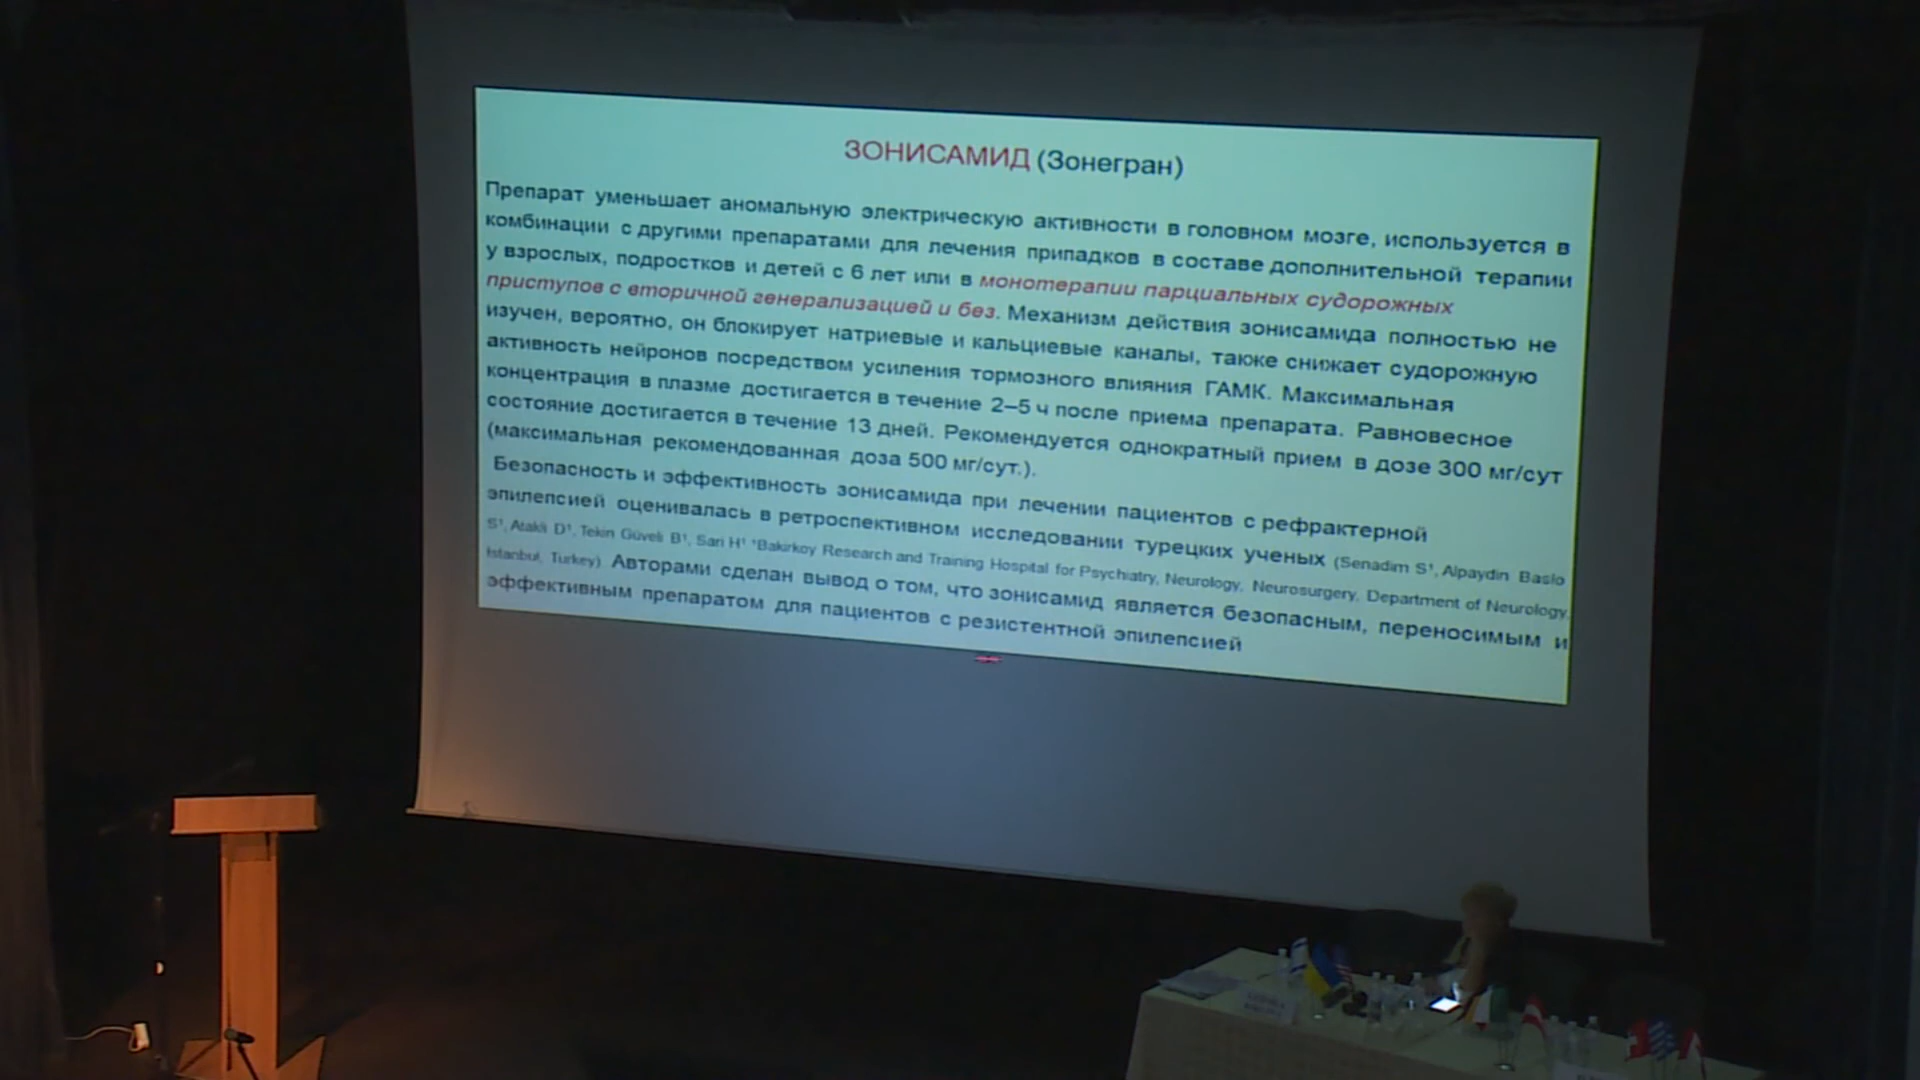 ЗОНИСАМИД (Зонегран)
Препарат уменьшает аномальную электрическую активности в головном мозге, используется в
комбинации с другими препаратами для лечения припадков в составе дополнительной терапии
у взрослых, подростков и детей с 6 лет или в монотерапии парциальных судорожных
приступов с вторичной генерализацией и без. Механизм действия зонисамида полностью не
изучен, вероятно, он блокирует натриевые и кальциевые каналы, также снижает судорожную
активность нейронов посредством усиления тормозного влияния ГАМК. Максимальная
концентрация в плазме достигается в течение 2–5 ч после приема препарата. Равновесное
состояние достигается в течение 13 дней. Рекомендуется однократный прием в дозе 300 мг/сут
(максимальная рекомендованная доза 500 мг/сут.).
Безопасность и эффективность зонисамида при лечении пациентов с рефрактерной
эпилепсией оценивалась в ретроспективном исследовании турецких ученых (Senadim S¹, Alpaydin Baslo
S¹, Atakli D¹, Tekin Güveli B¹, Sari H¹ ¹Bakirkoy Research and Training Hospital for Psychiatry, Neurology, Neurosurgery, Department of Neurology,
Istanbul, Turkey) Авторами сделан вывод о том, что зонисамид является безопасным, переносимым и
эффективным препаратом для пациентов с резистентной эпилепсией